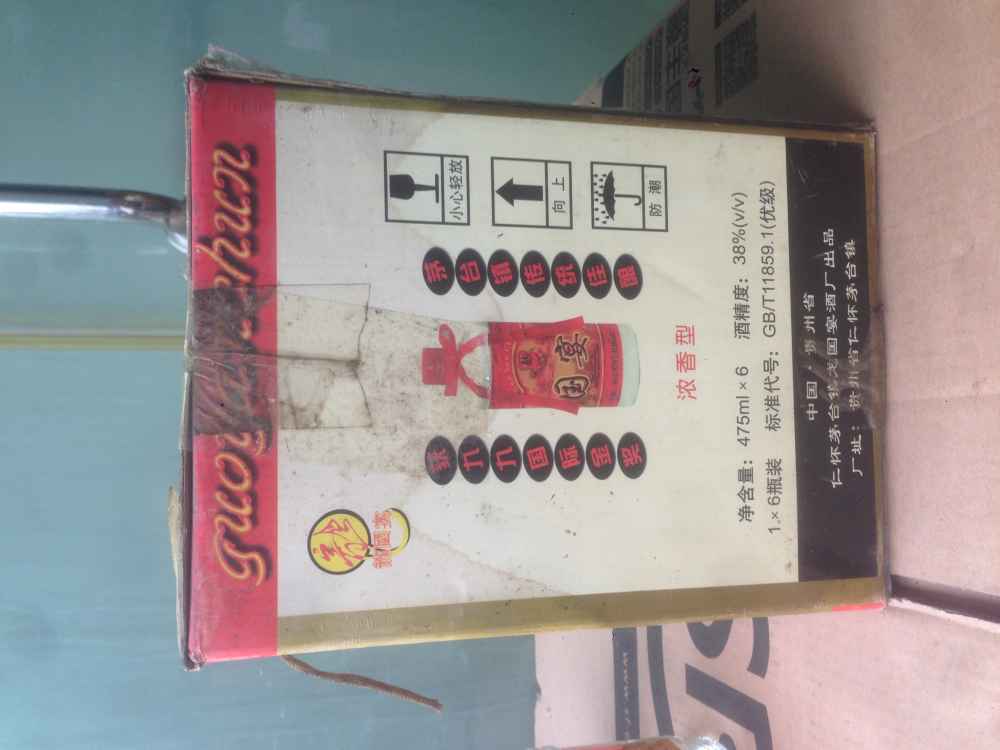 小心轻放
向上
防潮
茅台镇传统佳酿
获九九国际金奖
国宴
浓香型
净含量：475ml×6 酒精度：38%(v/v)
1×6瓶装 标准代号：GB/T11859.1(优级)
中国·贵州省
仁怀茅台镇龙国宴酒厂出品
厂址：贵州省仁怀茅台镇
www